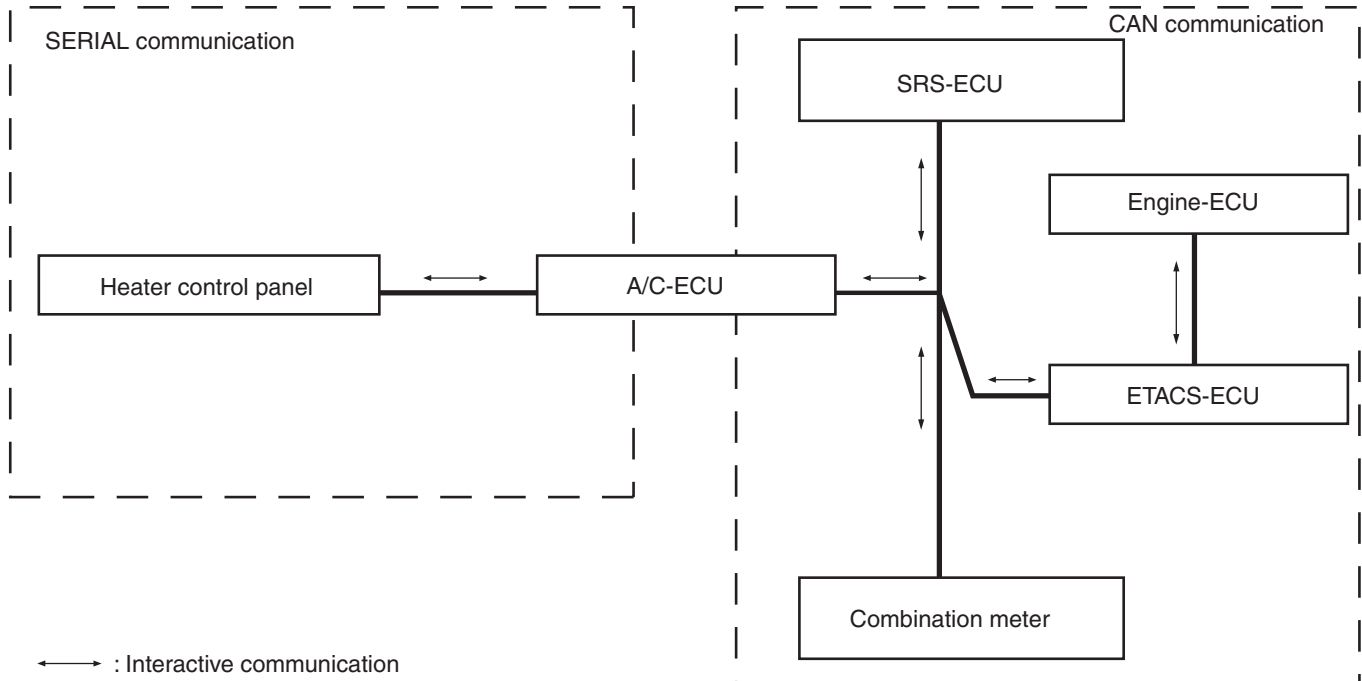 SERIAL communication
CAN communication
SRS-ECU
Engine-ECU
Heater control panel
A/C-ECU
ETACS-ECU
Combination meter
: Interactive communication